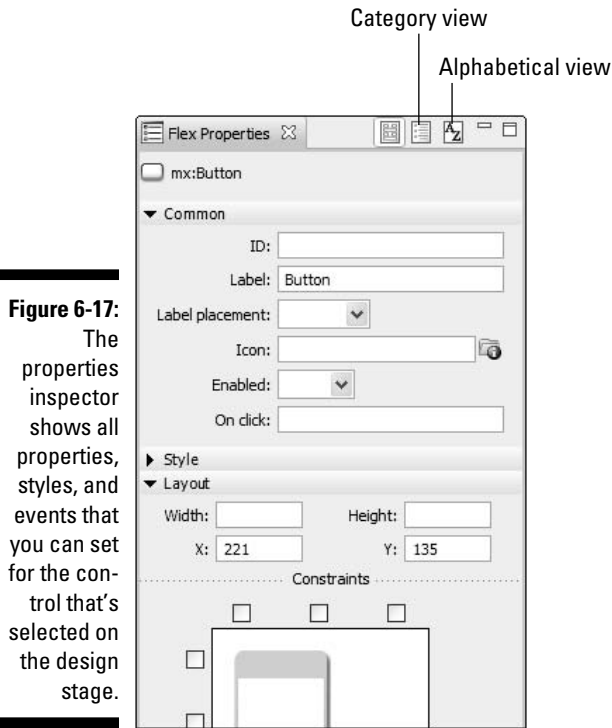 Category view
Alphabetical view
Flex Properties
AZ
mx:Button
Common
ID:
Label: Button
Label placement:
Icon:
Enabled:
On click:
Style
Layout
Width: Height:
X: 221 Y: 135
Constraints
Figure 6-17:
The
properties
inspector
shows all
properties,
styles, and
events that
you can set
for the con-
trol that's
selected on
the design
stage.